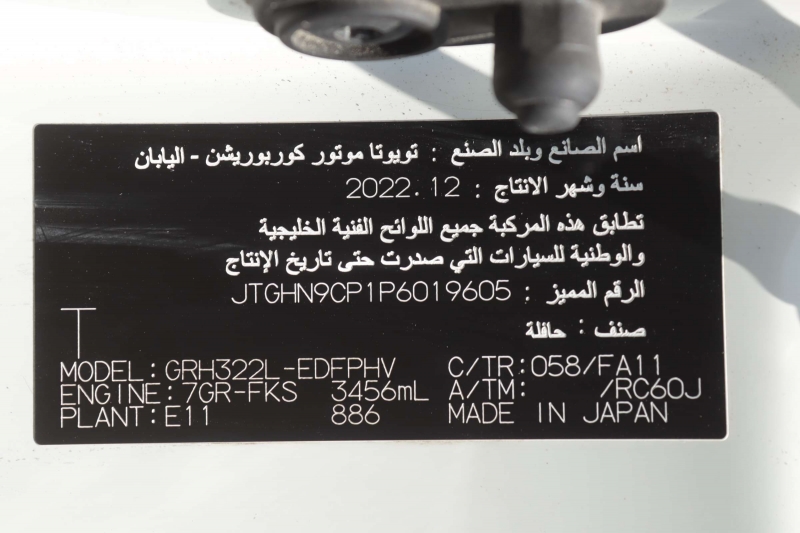 اسم الصانع وبلد الصنع : تويوتا موتور كوربوريشن - اليابان
سنة وشهر الانتاج : 2022.12
تطابق هذه المركبة جميع اللوائح الفنية الخليجية
والوطنية للسيارات التي صدرت حتى تاريخ الإنتاج
الرقم المميز : JTGHN9CP1P6019605
صنف : حافلة
T
MODEL:GRH322L-EDFPHV C/TR:058/FA11
ENGINE:7GR-FKS 3456mL A/TM: /RC60J
PLANT:E11 886 MADE IN JAPAN